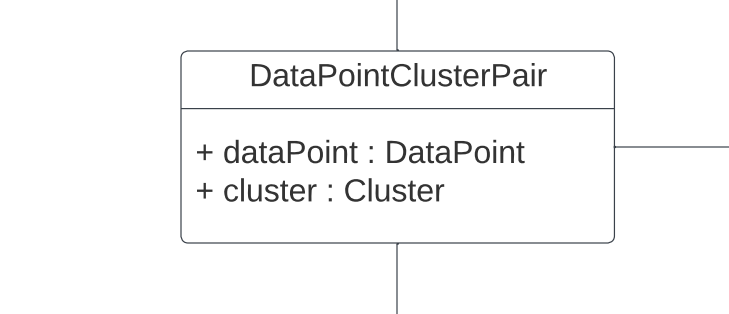 DataPointClusterPair
+ dataPoint : DataPoint
+ cluster : Cluster